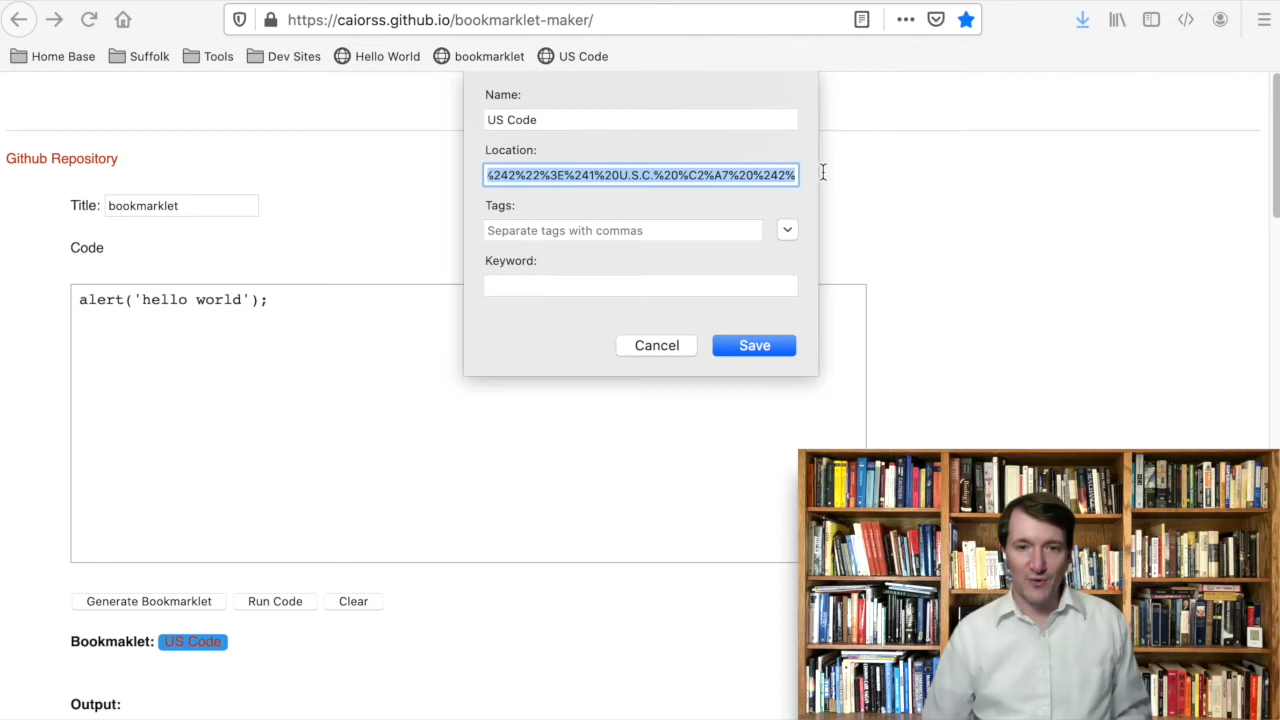 https://caiorss.github.io/bookmarklet-maker/
Home Base Suffolk Tools Dev Sites Hello World bookmarklet US Code
Name:
US Code
Location:
%242%22%3E%241%20U.S.C.%20%C2%A7%20%242%
Tags:
Separate tags with commas
Keyword:
Cancel Save
Github Repository
Title: bookmarklet
Code
alert('hello world');
Generate Bookmarklet Run Code Clear
Bookmaklet: US Code
Output: